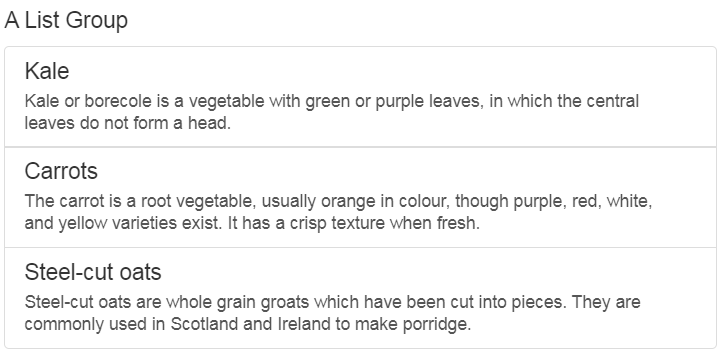 A List Group
Kale
Kale or borecole is a vegetable with green or purple leaves, in which the central
leaves do not form a head.
Carrots
The carrot is a root vegetable, usually orange in colour, though purple, red, white,
and yellow varieties exist. It has a crisp texture when fresh.
Steel-cut oats
Steel-cut oats are whole grain groats which have been cut into pieces. They are
commonly used in Scotland and Ireland to make porridge.